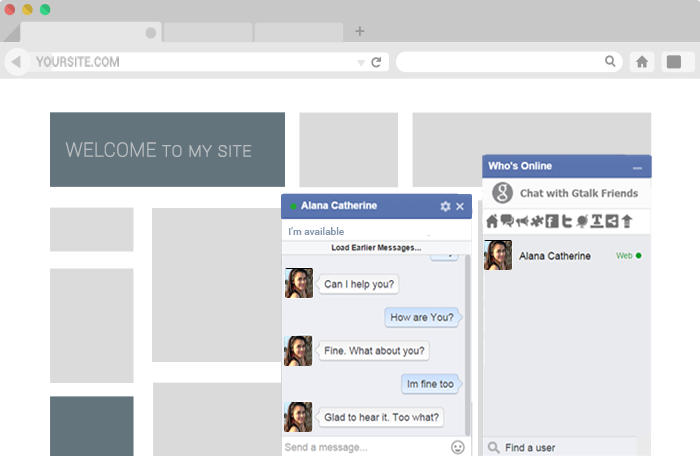 YOURSITE.COM
WELCOME TO MY SITE
Who's Online
Chat with Gtalk Friends
Alana Catherine
Web
Find a user
Alana Catherine
I'm available
Load Earlier Messages...
Can I help you?
How are You?
Fine. What about you?
Im fine too
Glad to hear it. Too what?
Send a message...